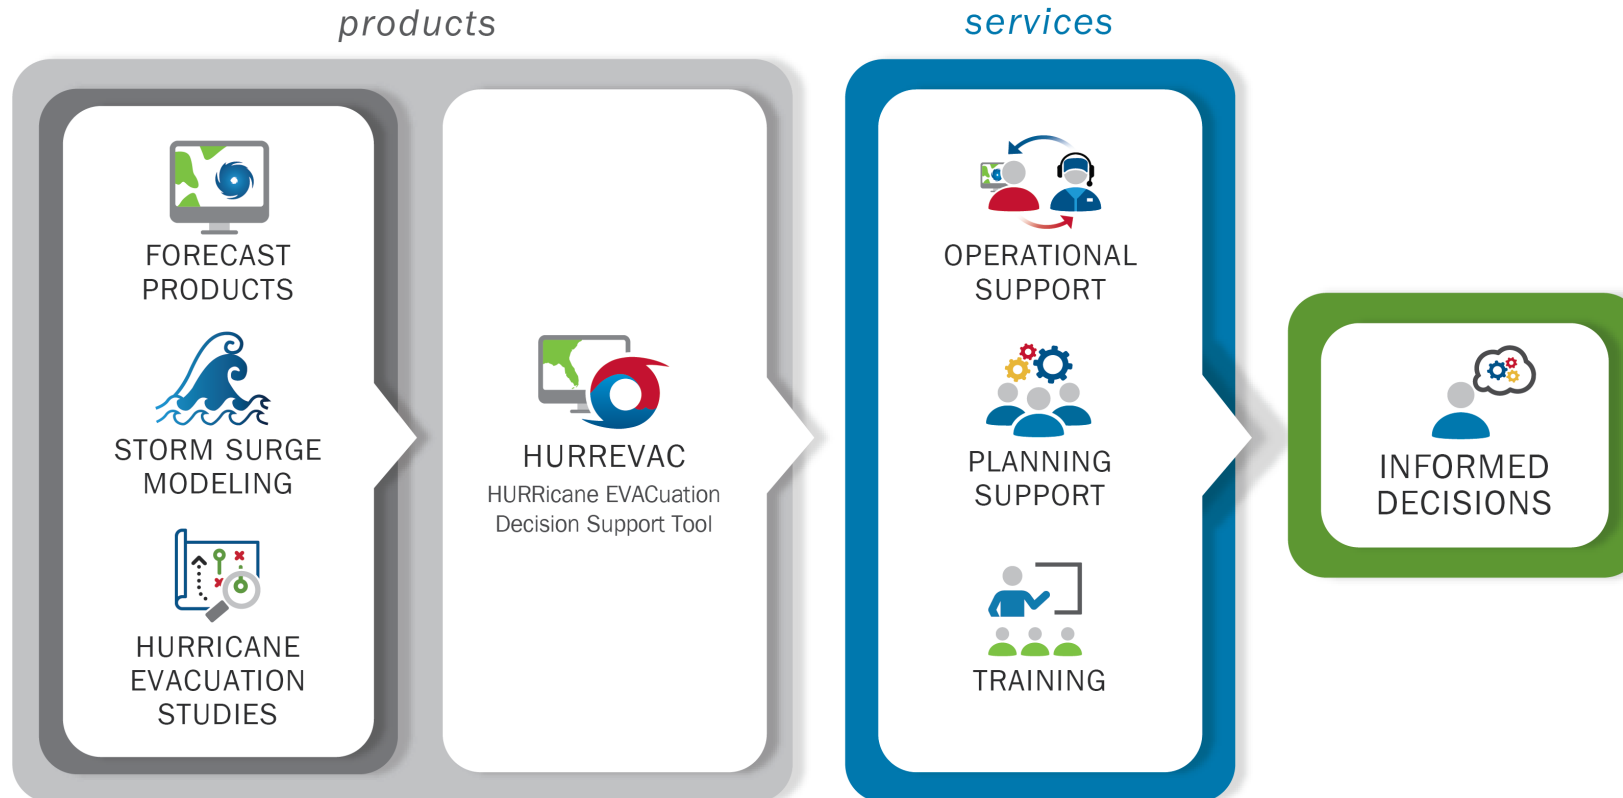 products
services
FORECAST
PRODUCTS
STORM SURGE
MODELING
HURRICANE
EVACUATION
STUDIES
HURREVAC
HURRicane EVACuation
Decision Support Tool
OPERATIONAL
SUPPORT
PLANNING
SUPPORT
TRAINING
INFORMED
DECISIONS